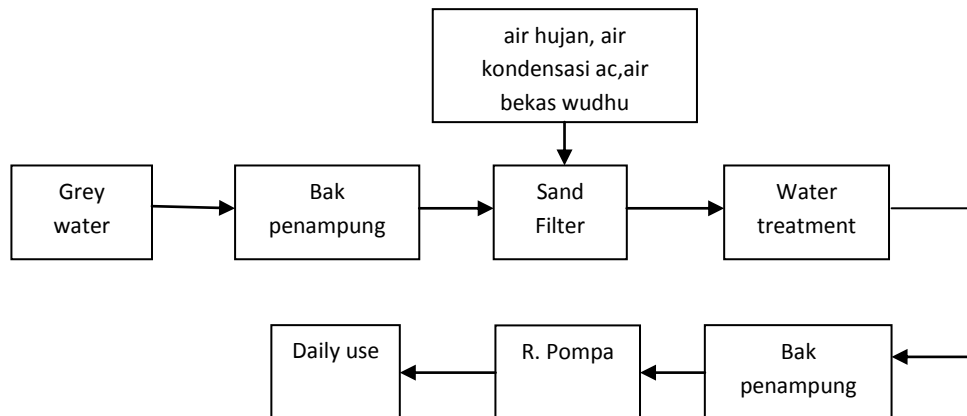 air hujan, air
kondensasi ac,air
bekas wudhu
Grey
water
Bak
penampung
Sand
Filter
Water
treatment
Daily use
R. Pompa
Bak
penampung